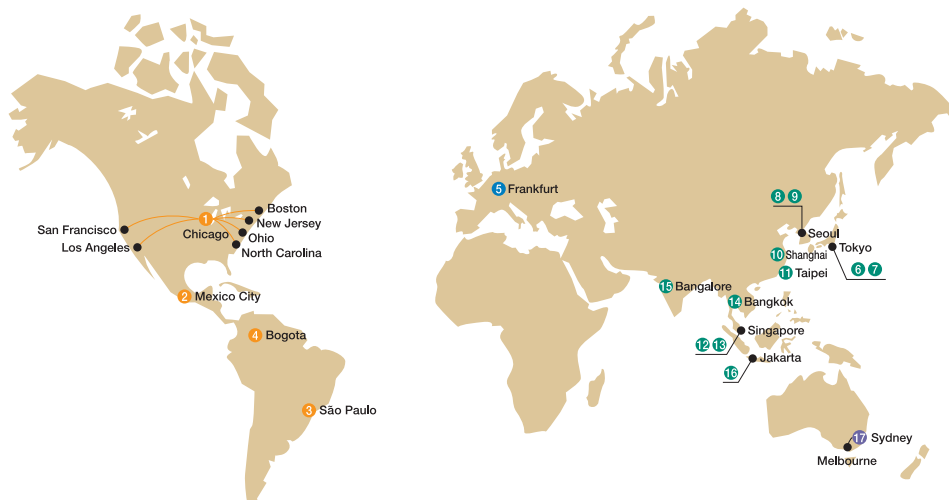 5 Frankfurt
8 9
Boston
1
New Jersey
San Francisco
Chicago
Ohio
Seoul
Los Angeles
North Carolina
Tokyo
10 Shanghai
11 Taipei
6 7
15 Bangalore
2 Mexico City
14 Bangkok
Singapore
4 Bogota
12 13
Jakarta
16
3 São Paulo
17 Sydney
Melbourne